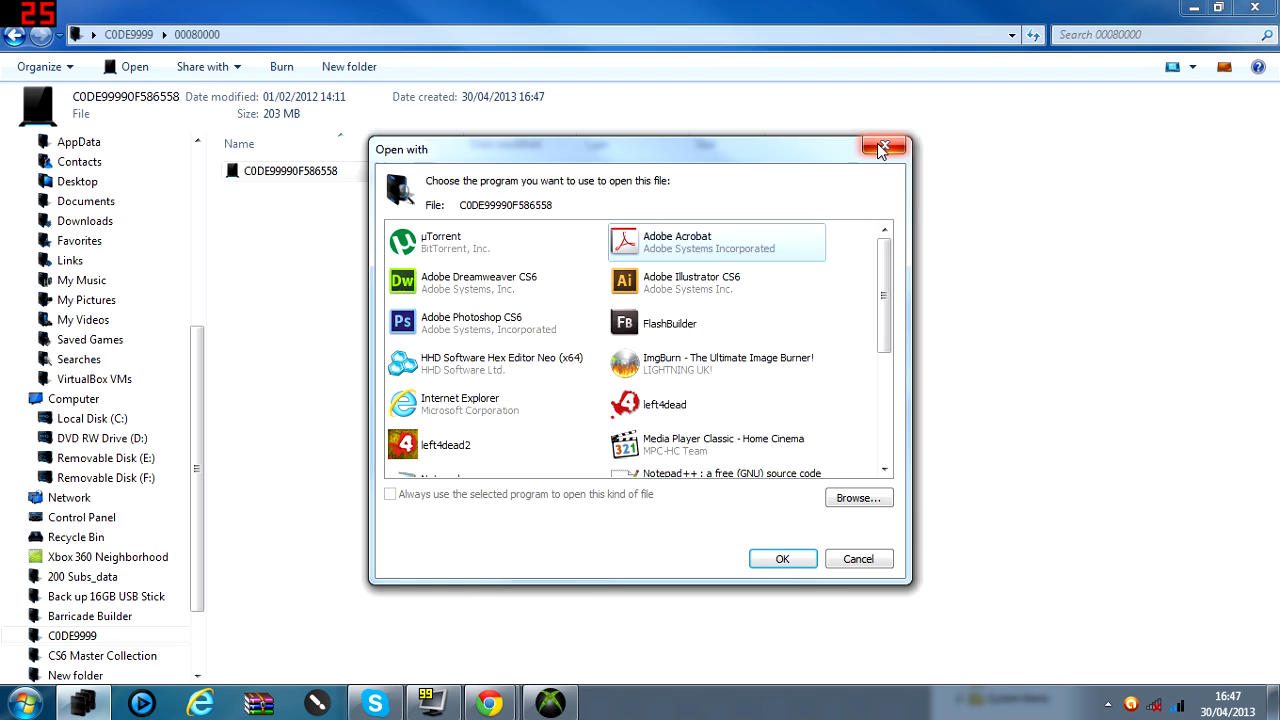 25
C0DE9999 00080000
Search 00080000
Organize Open Share with Burn New folder
C0DE99990F586558 Date modified: 01/02/2012 14:11 Date created: 30/04/2013 16:47
File Size: 203 MB
AppData
Contacts
Desktop
Documents
Downloads
Favorites
Links
My Music
My Pictures
My Videos
Saved Games
Searches
VirtualBox VMs
Computer
Local Disk (C:)
DVD RW Drive (D:)
Removable Disk (E:)
Removable Disk (F:)
Network
Control Panel
Recycle Bin
Xbox 360 Neighborhood
200 Subs_data
Back up 16GB USB Stick
Barricade Builder
C0DE9999
CS6 Master Collection
New folder
Name
C0DE99990F586558
Open with
Choose the program you want to use to open this file:
File: C0DE99990F586558
µTorrent
BitTorrent, Inc.
Adobe Acrobat
Adobe Systems Incorporated
Dw
Adobe Dreamweaver CS6
Adobe Systems, Inc.
Ai
Adobe Illustrator CS6
Adobe Systems Inc.
Ps
Adobe Photoshop CS6
Adobe Systems, Incorporated
FB
FlashBuilder
HHD Software Hex Editor Neo (x64)
HHD Software Ltd.
ImgBurn - The Ultimate Image Burner!
LIGHTNING UK!
Internet Explorer
Microsoft Corporation
4
left4dead
4
left4dead2
321
Media Player Classic - Home Cinema
MPC-HC Team
Notepad++ : a free (GNU) source code
Always use the selected program to open this kind of file
Browse...
OK
Cancel
99
16:47
30/04/2013